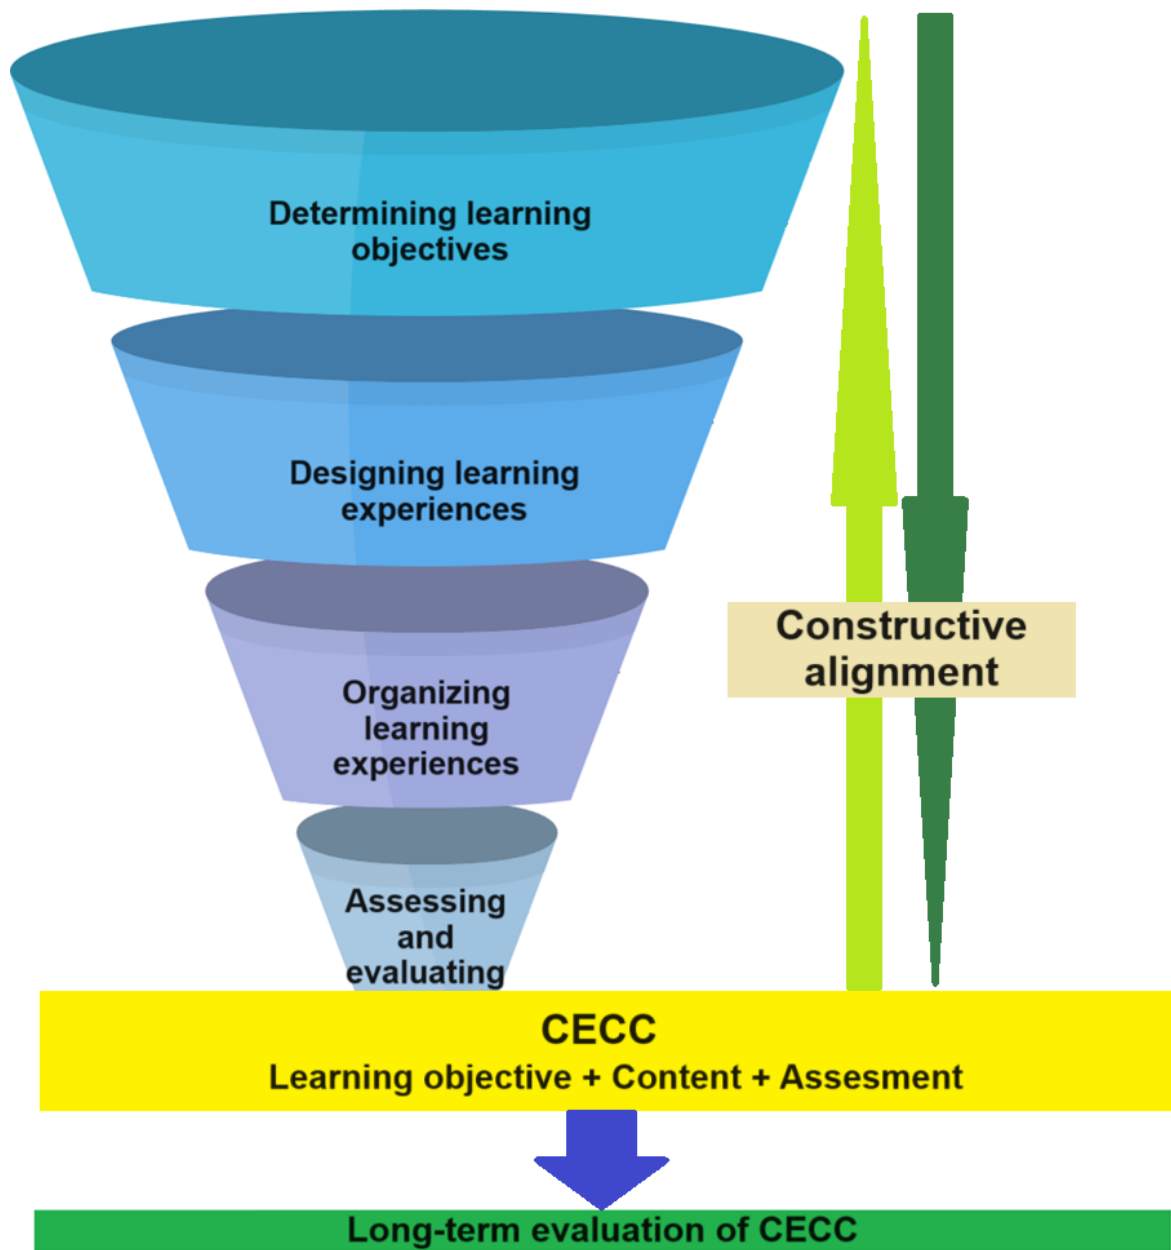 Determining learning
objectives
Designing learning
experiences
Organizing
learning
experiences
Constructive
alignment
Assessing
and
evaluating
CECC
Learning objective + Content + Assesment
Long-term evaluation of CECC